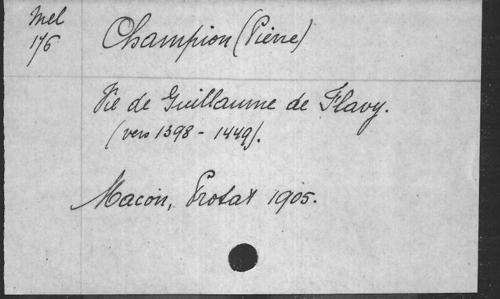 Mel
176
Champion (Pierre)
Vie de Guillaume de Flavy.
(vers 1398 - 1449).
Macon, Protat 1905.